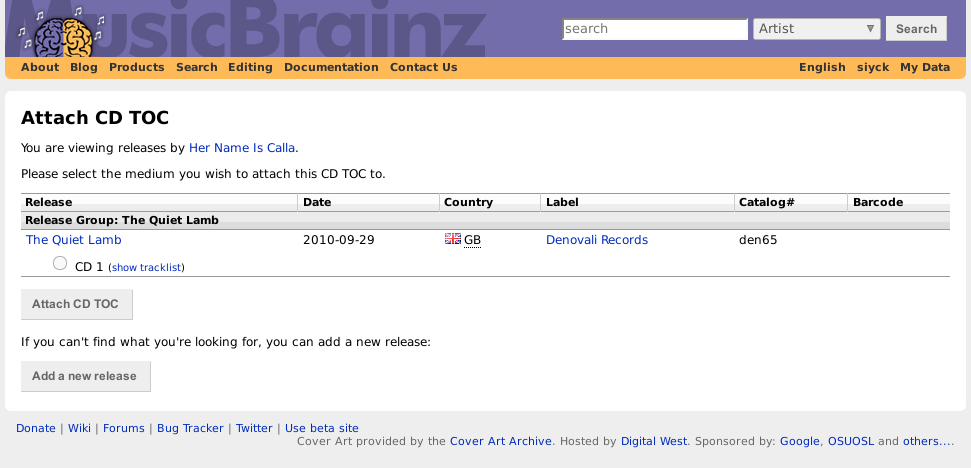 MusicBrainz
search Artist ▼ Search
About Blog Products Search Editing Documentation Contact Us English siyck My Data
Attach CD TOC
You are viewing releases by Her Name Is Calla.
Please select the medium you wish to attach this CD TOC to.
Release Date Country Label Catalog# Barcode
Release Group: The Quiet Lamb
The Quiet Lamb 2010-09-29 GB Denovali Records den65
CD 1 (show tracklist)
Attach CD TOC
If you can't find what you're looking for, you can add a new release:
Add a new release
Donate | Wiki | Forums | Bug Tracker | Twitter | Use beta site
Cover Art provided by the Cover Art Archive. Hosted by Digital West. Sponsored by: Google, OSUOSL and others....